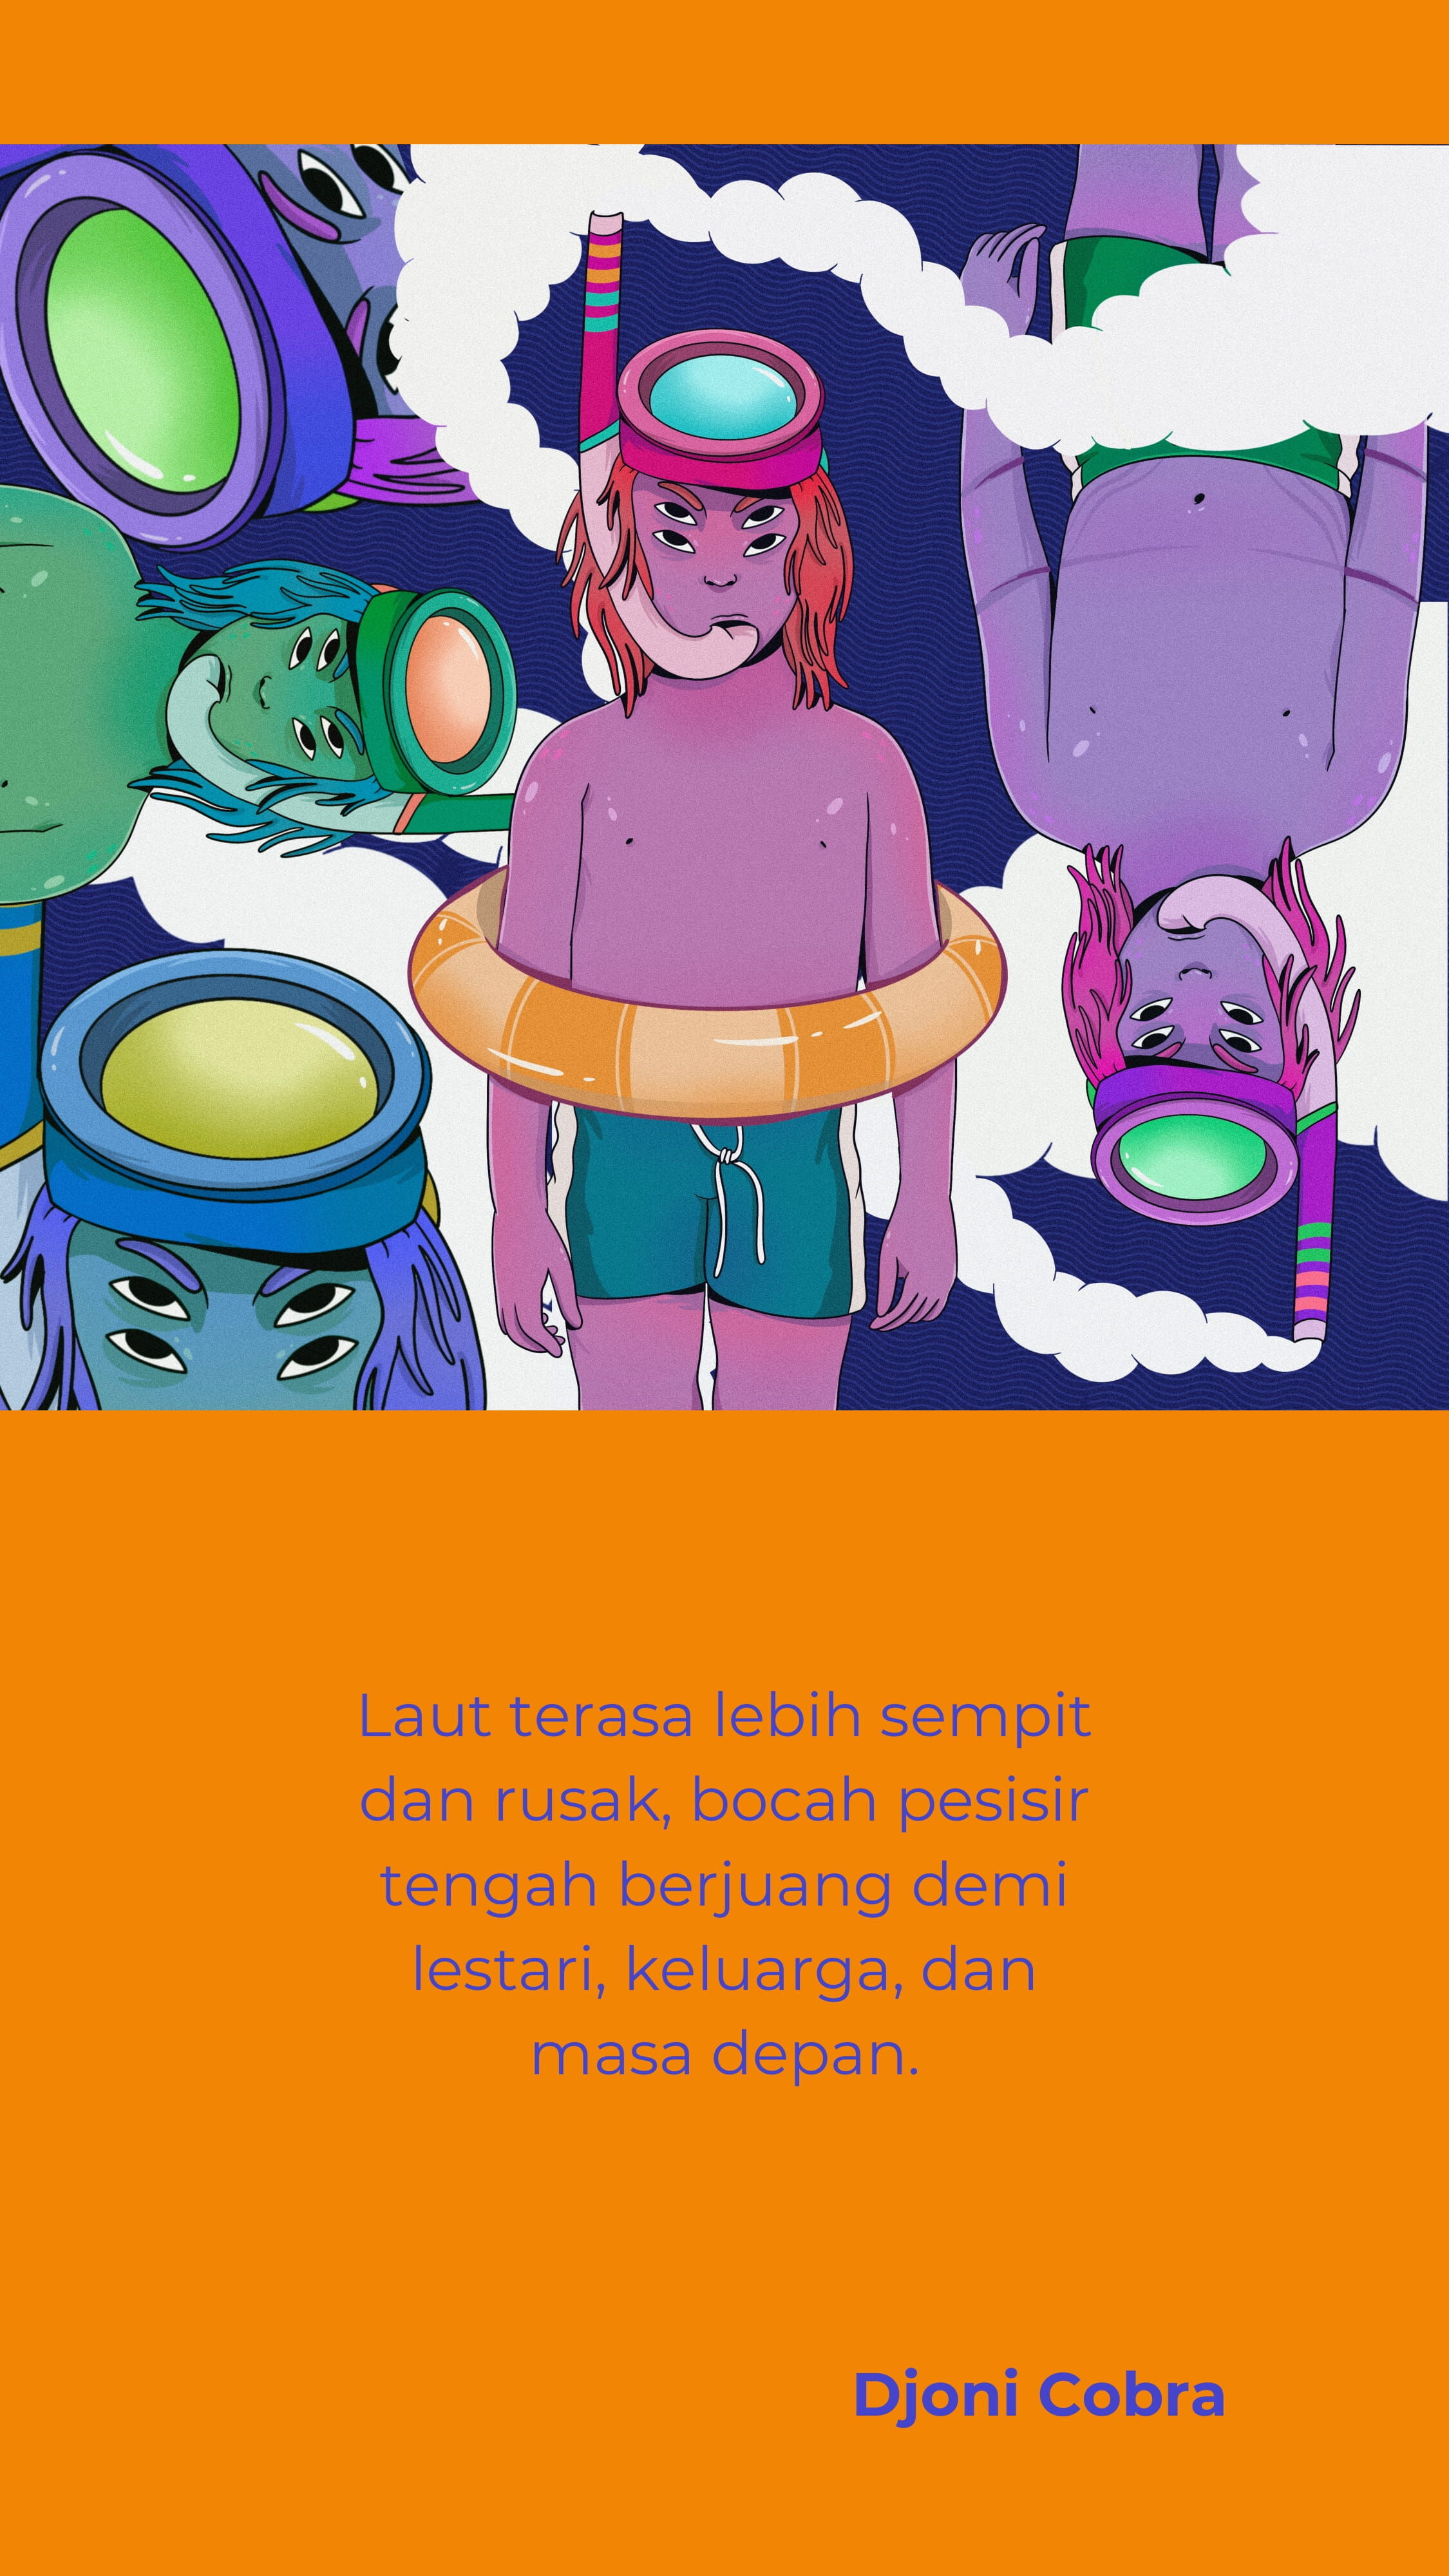 Laut terasa lebih sempit
dan rusak, bocah pesisir
tengah berjuang demi
lestari, keluarga, dan
masa depan.
Djoni Cobra